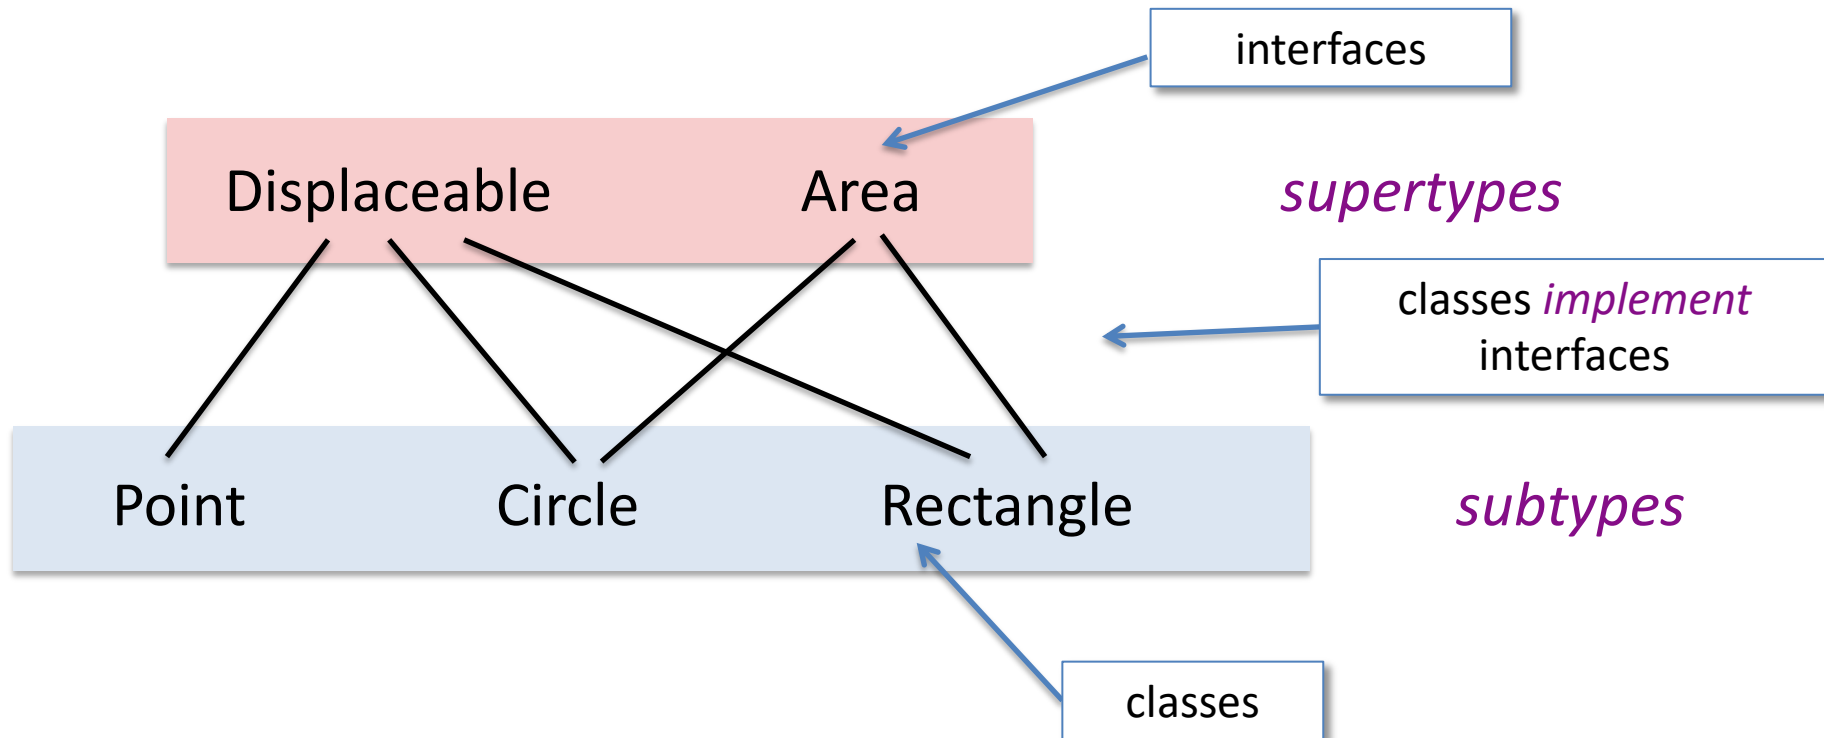 interfaces
Displaceable Area supertypes
classes implement
interfaces
Point Circle Rectangle subtypes
classes